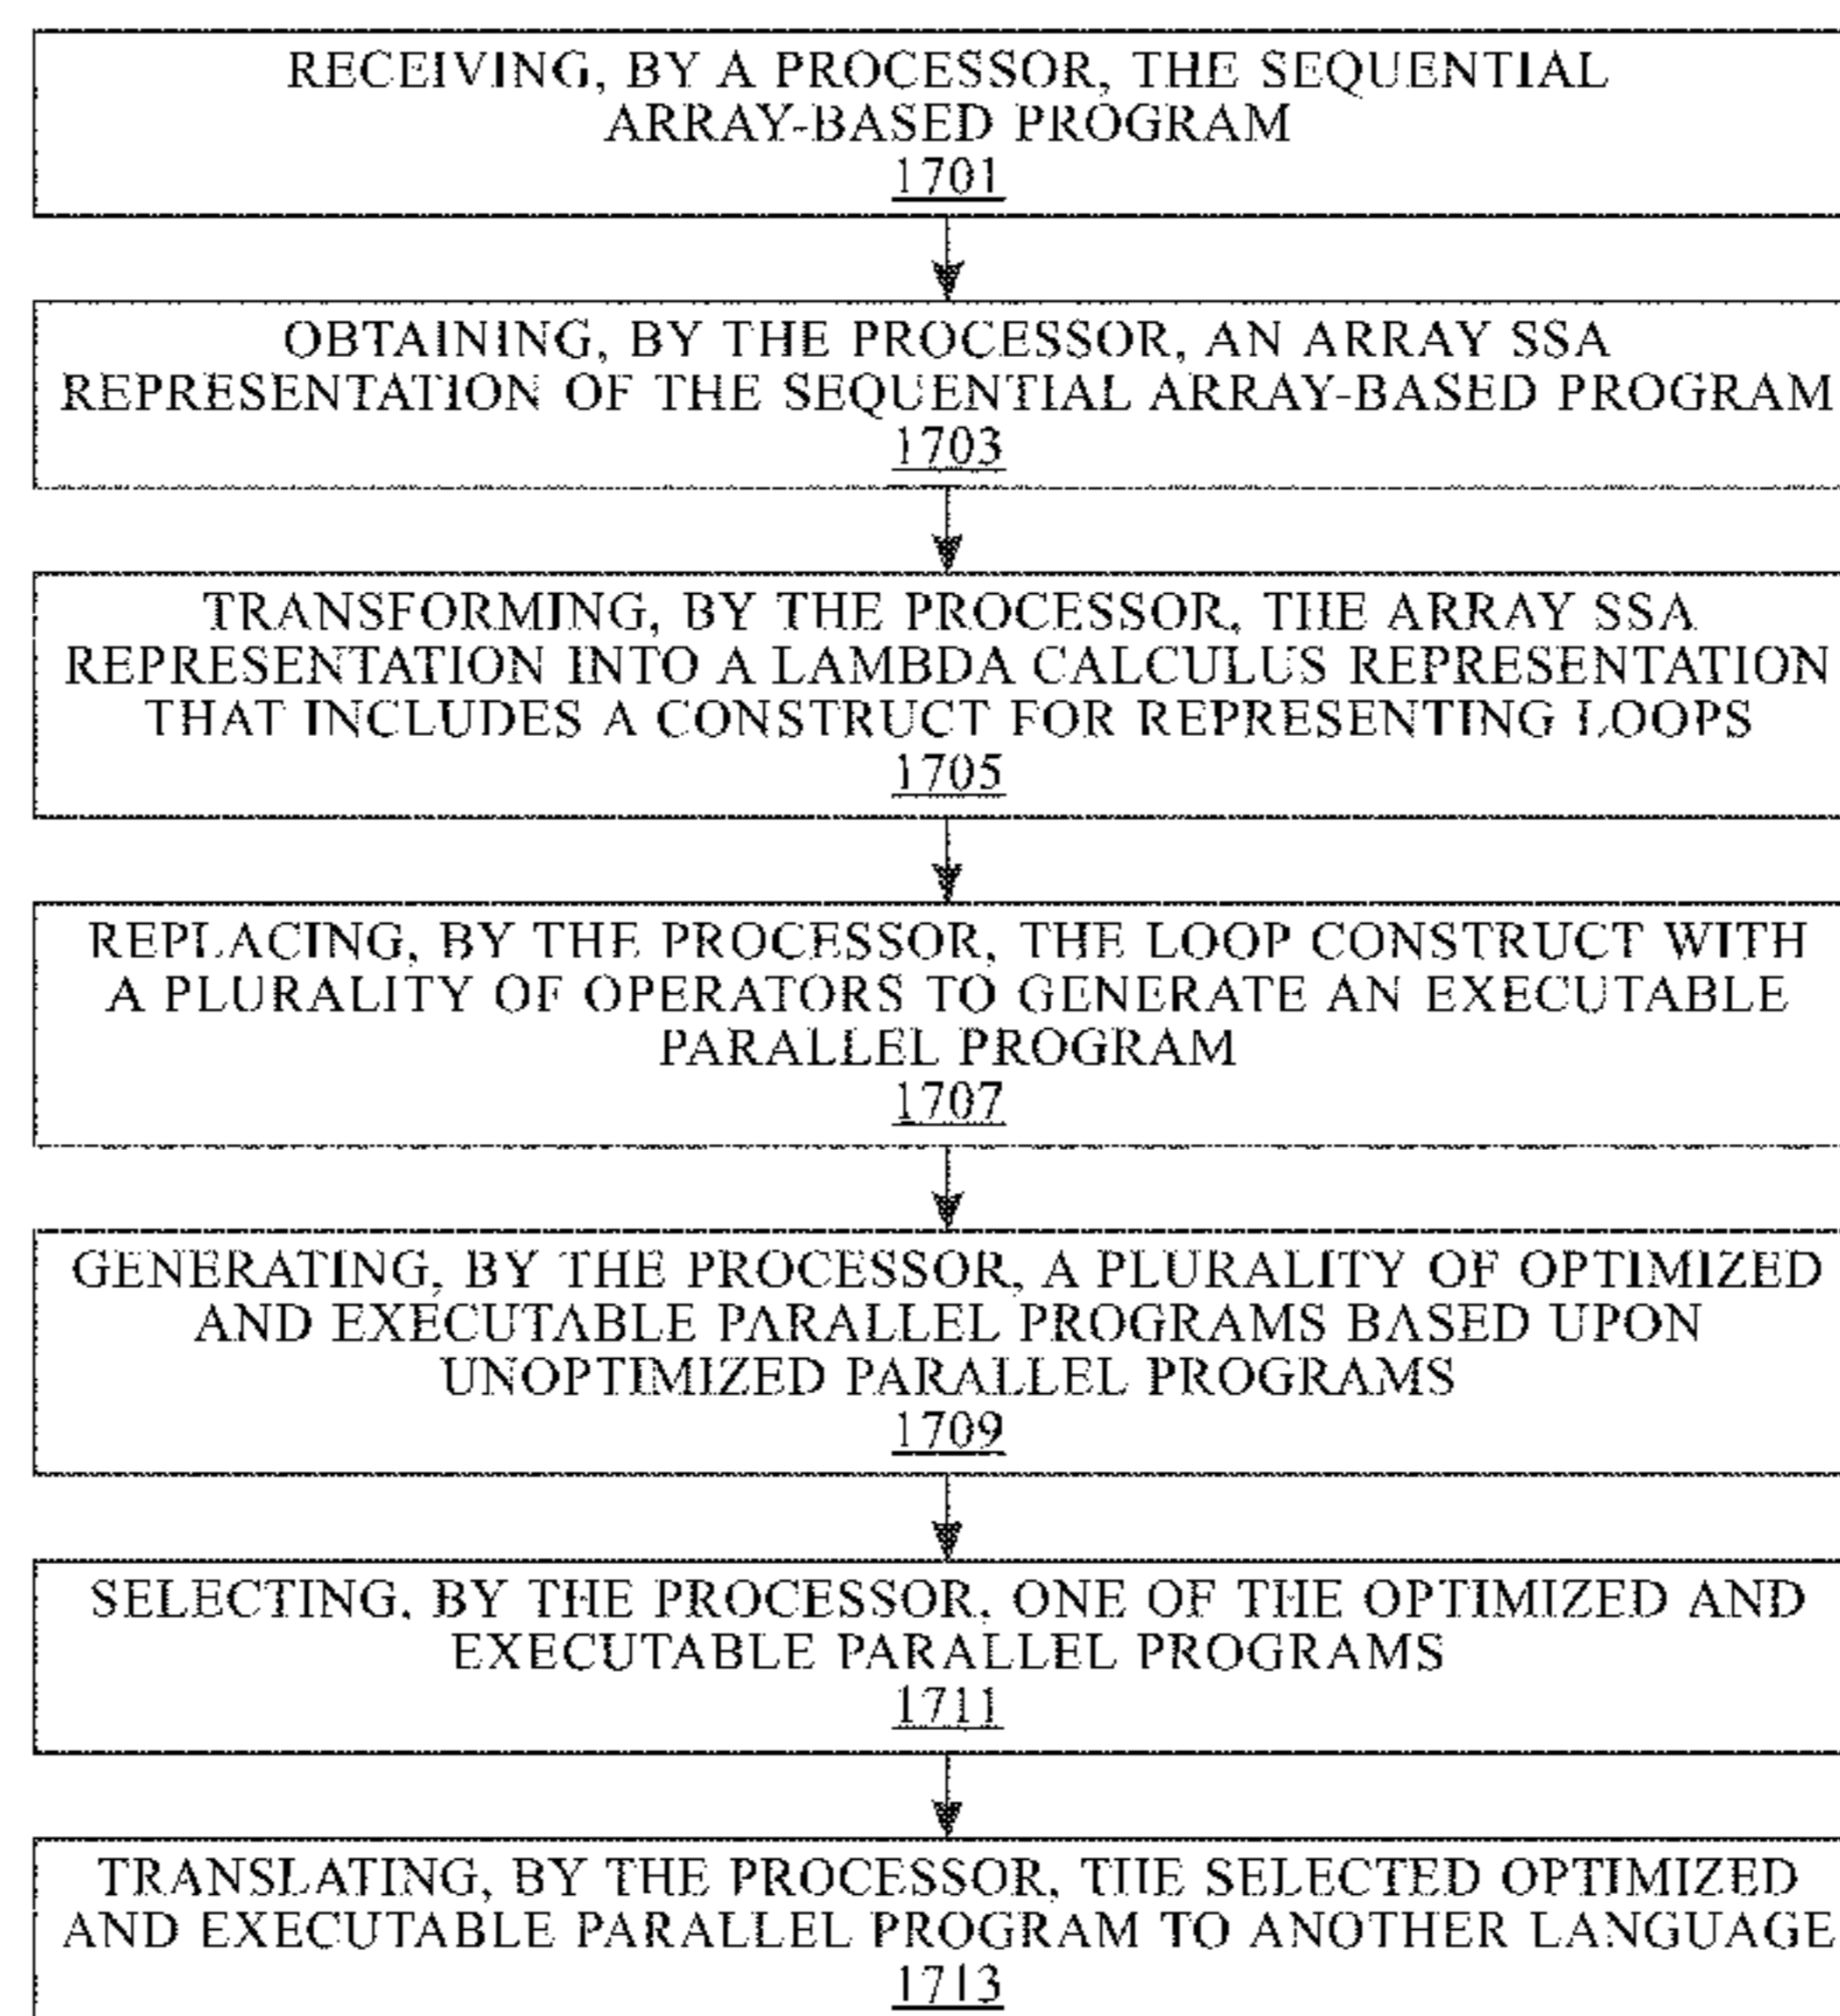 RECEIVING, BY A PROCESSOR, THE SEQUENTIAL
ARRAY-BASED PROGRAM
1701
OBTAINING, BY THE PROCESSOR, AN ARRAY SSA
REPRESENTATION OF THE SEQUENTIAL ARRAY-BASED PROGRAM
1703
TRANSFORMING, BY THE PROCESSOR, THE ARRAY SSA
REPRESENTATION INTO A LAMBDA CALCULUS REPRESENTATION
THAT INCLUDES A CONSTRUCT FOR REPRESENTING LOOPS
1705
REPLACING, BY THE PROCESSOR, THE LOOP CONSTRUCT WITH
A PLURALITY OF OPERATORS TO GENERATE AN EXECUTABLE
PARALLEL PROGRAM
1707
GENERATING, BY THE PROCESSOR, A PLURALITY OF OPTIMIZED
AND EXECUTABLE PARALLEL PROGRAMS BASED UPON
UNOPTIMIZED PARALLEL PROGRAMS
1709
SELECTING, BY THE PROCESSOR, ONE OF THE OPTIMIZED AND
EXECUTABLE PARALLEL PROGRAMS
1711
TRANSLATING, BY THE PROCESSOR, THE SELECTED OPTIMIZED
AND EXECUTABLE PARALLEL PROGRAM TO ANOTHER LANGUAGE
1713